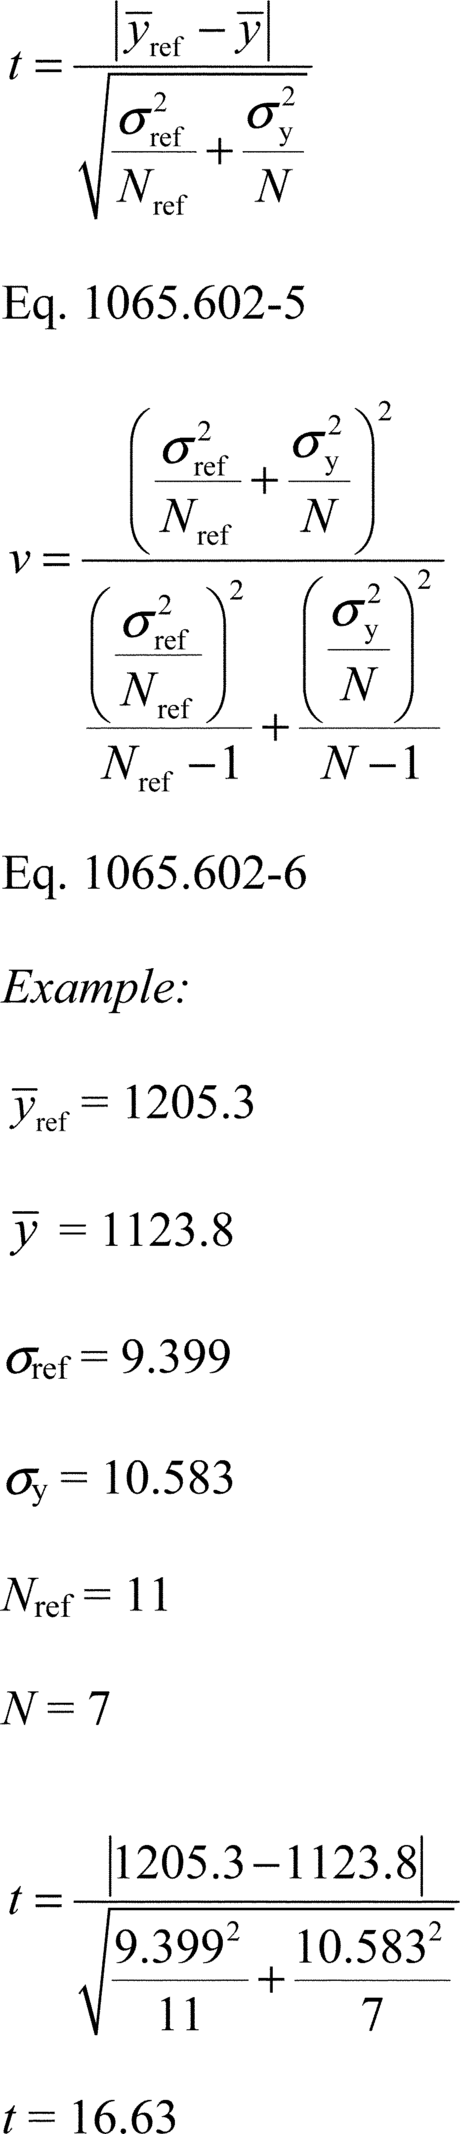 t = |y̅ref − y̅| / √(σ²ref / Nref + σ²y / N)
Eq. 1065.602-5
ν = (σ²ref / Nref + σ²y / N)² / ((σ²ref / Nref)² / (Nref − 1) + (σ²y / N)² / (N − 1))
Eq. 1065.602-6
Example:
y̅ref = 1205.3
y̅ = 1123.8
σref = 9.399
σy = 10.583
Nref = 11
N = 7
t = |1205.3 − 1123.8| / √(9.399² / 11 + 10.583² / 7)
t = 16.63